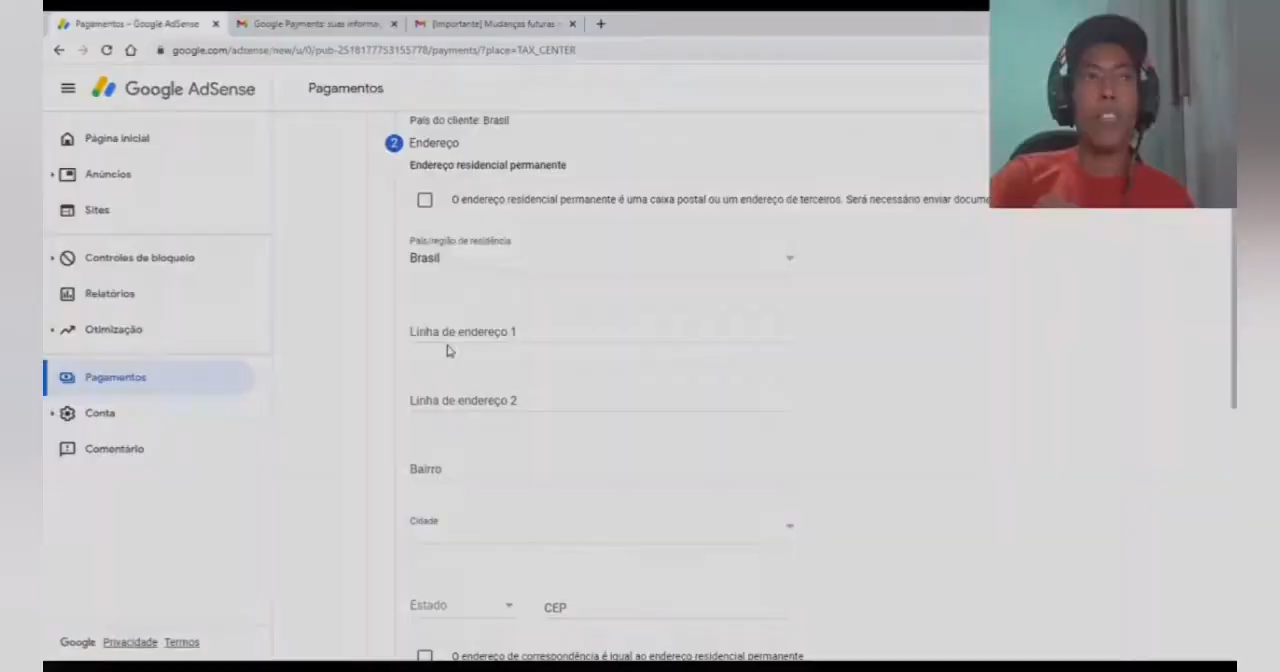 Pagamentos – Google AdSense
Google Payments: suas informa
[Importante] Mudanças futuras -
google.com/adsense/new/u/0/pub-2518177753155778/payments/?place=TAX_CENTER
Google AdSense
Pagamentos
Página inicial
Anúncios
Sites
Controles de bloqueio
Relatórios
Otimização
Pagamentos
Conta
Comentário
Google Privacidade Termos
País do cliente: Brasil
2 Endereço
Endereço residencial permanente
O endereço residencial permanente é uma caixa postal ou um endereço de terceiros. Será necessário enviar docume
País/região de residência
Brasil
Linha de endereço 1
Linha de endereço 2
Bairro
Cidade
Estado
CEP
O endereço de correspondência é igual ao endereço residencial permanente